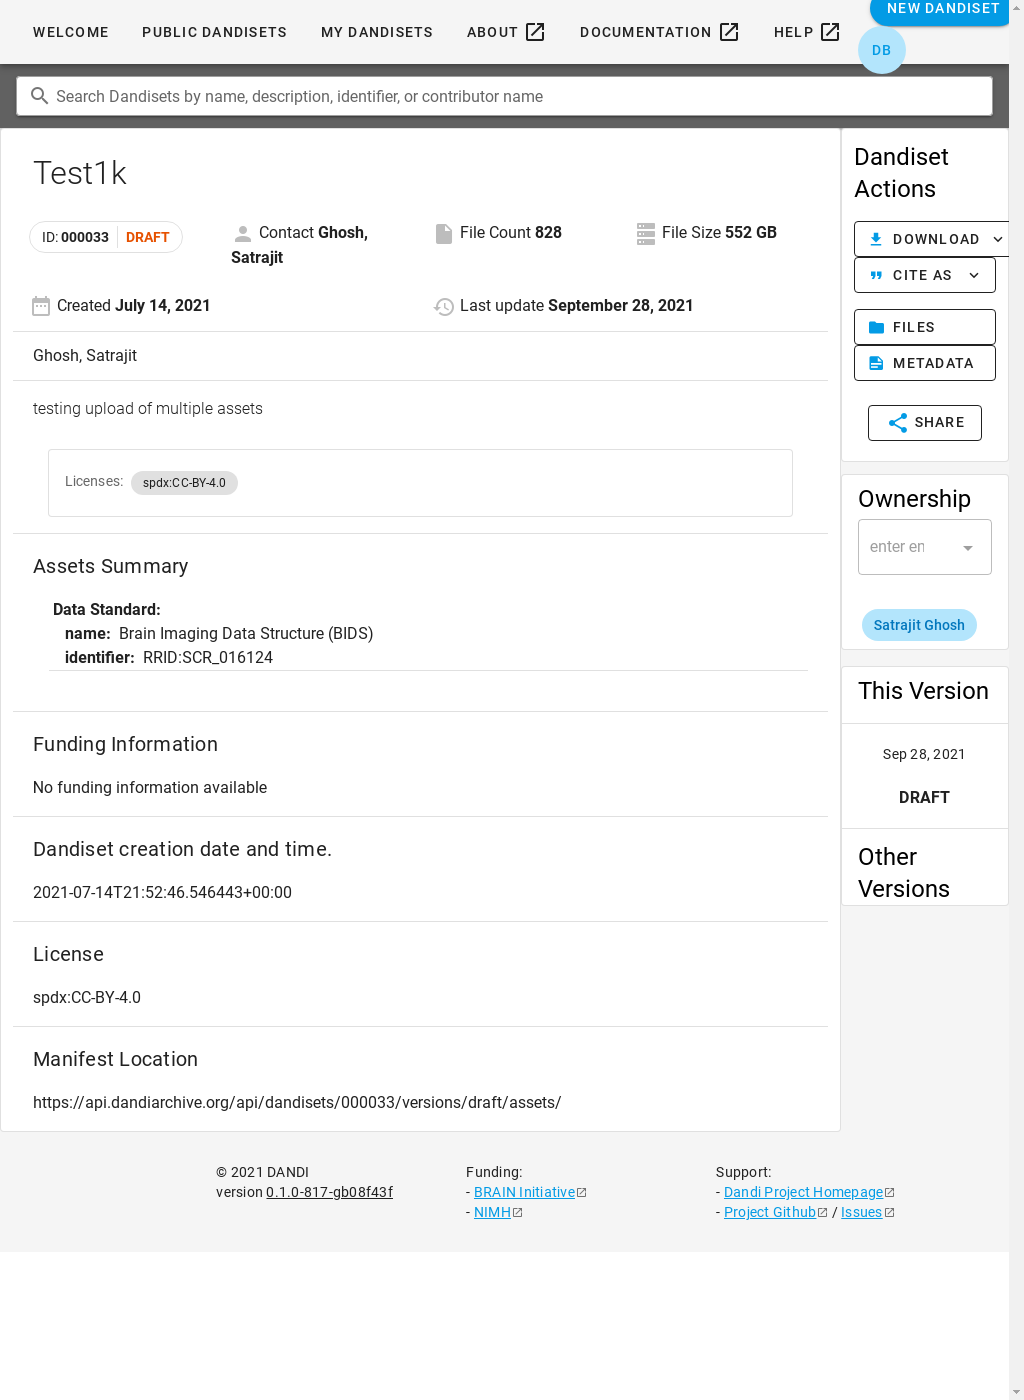 WELCOME PUBLIC DANDISETS MY DANDISETS ABOUT DOCUMENTATION HELP NEW DANDISET
DB
Search Dandisets by name, description, identifier, or contributor name
Test1k
ID: 000033 DRAFT
Contact Ghosh, Satrajit
File Count 828
File Size 552 GB
Created July 14, 2021
Last update September 28, 2021
Ghosh, Satrajit
testing upload of multiple assets
Licenses: spdx:CC-BY-4.0
Assets Summary
Data Standard:
name: Brain Imaging Data Structure (BIDS)
identifier: RRID:SCR_016124
Funding Information
No funding information available
Dandiset creation date and time.
2021-07-14T21:52:46.546443+00:00
License
spdx:CC-BY-4.0
Manifest Location
https://api.dandiarchive.org/api/dandisets/000033/versions/draft/assets/
Dandiset
Actions
DOWNLOAD
CITE AS
FILES
METADATA
SHARE
Ownership
enter en
Satrajit Ghosh
This Version
Sep 28, 2021
DRAFT
Other
Versions
© 2021 DANDI
version 0.1.0-817-gb08f43f
Funding:
- BRAIN Initiative
- NIMH
Support:
- Dandi Project Homepage
- Project Github / Issues